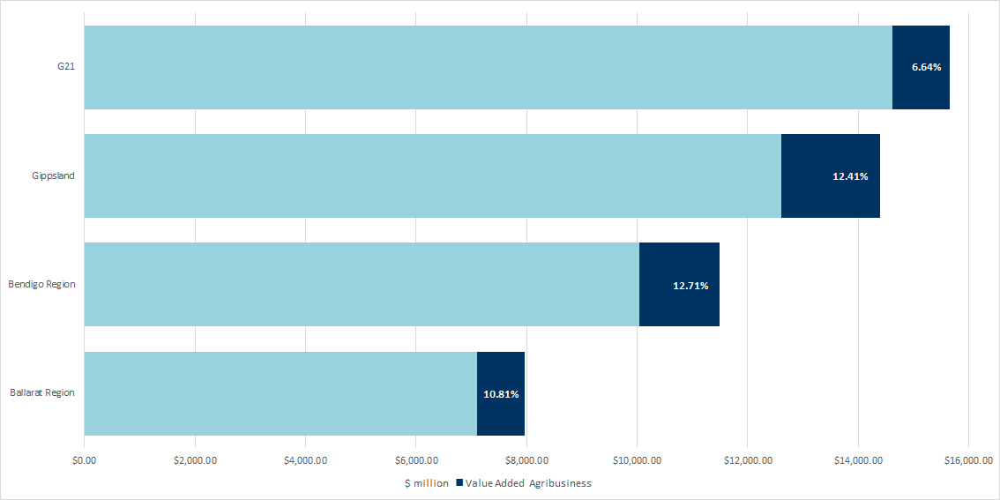 G21
6.64%
Gippsland
12.41%
Bendigo Region
12.71%
Ballarat Region
10.81%
$0.00 $2,000.00 $4,000.00 $6,000.00 $8,000.00 $10,000.00 $12,000.00 $14,000.00 $16,000.00
$ million Value Added Agribusiness